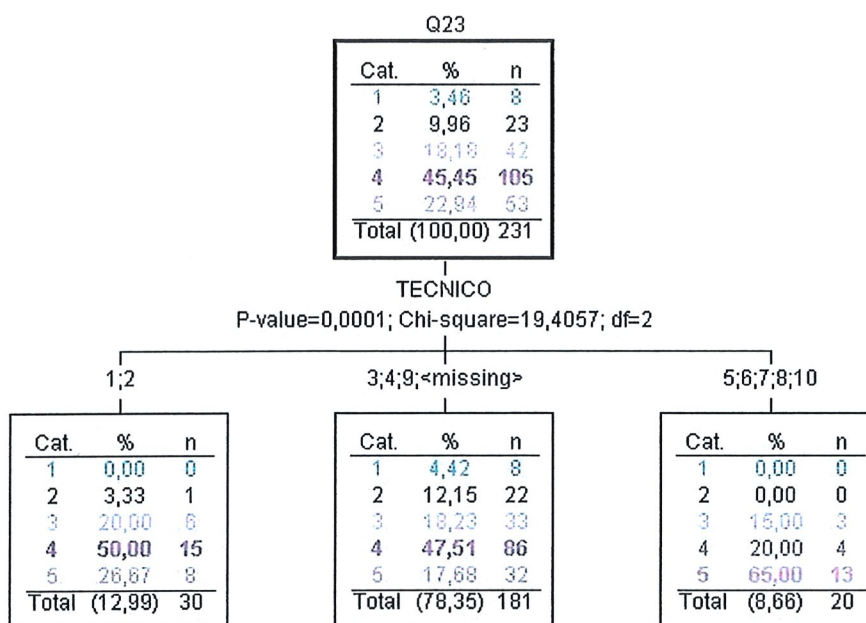 Q23
Cat. % n
1 3,46 8
2 9,96 23
3 18,18 42
4 45,45 105
5 22,94 53
Total (100,00) 231
TECNICO
P-value=0,0001; Chi-square=19,4057; df=2
1;2
Cat. % n
1 0,00 0
2 3,33 1
3 20,00 6
4 50,00 15
5 26,67 8
Total (12,99) 30
3;4;9;<missing>
Cat. % n
1 4,42 8
2 12,15 22
3 18,23 33
4 47,51 86
5 17,68 32
Total (78,35) 181
5;6;7;8;10
Cat. % n
1 0,00 0
2 0,00 0
3 15,00 3
4 20,00 4
5 65,00 13
Total (8,66) 20